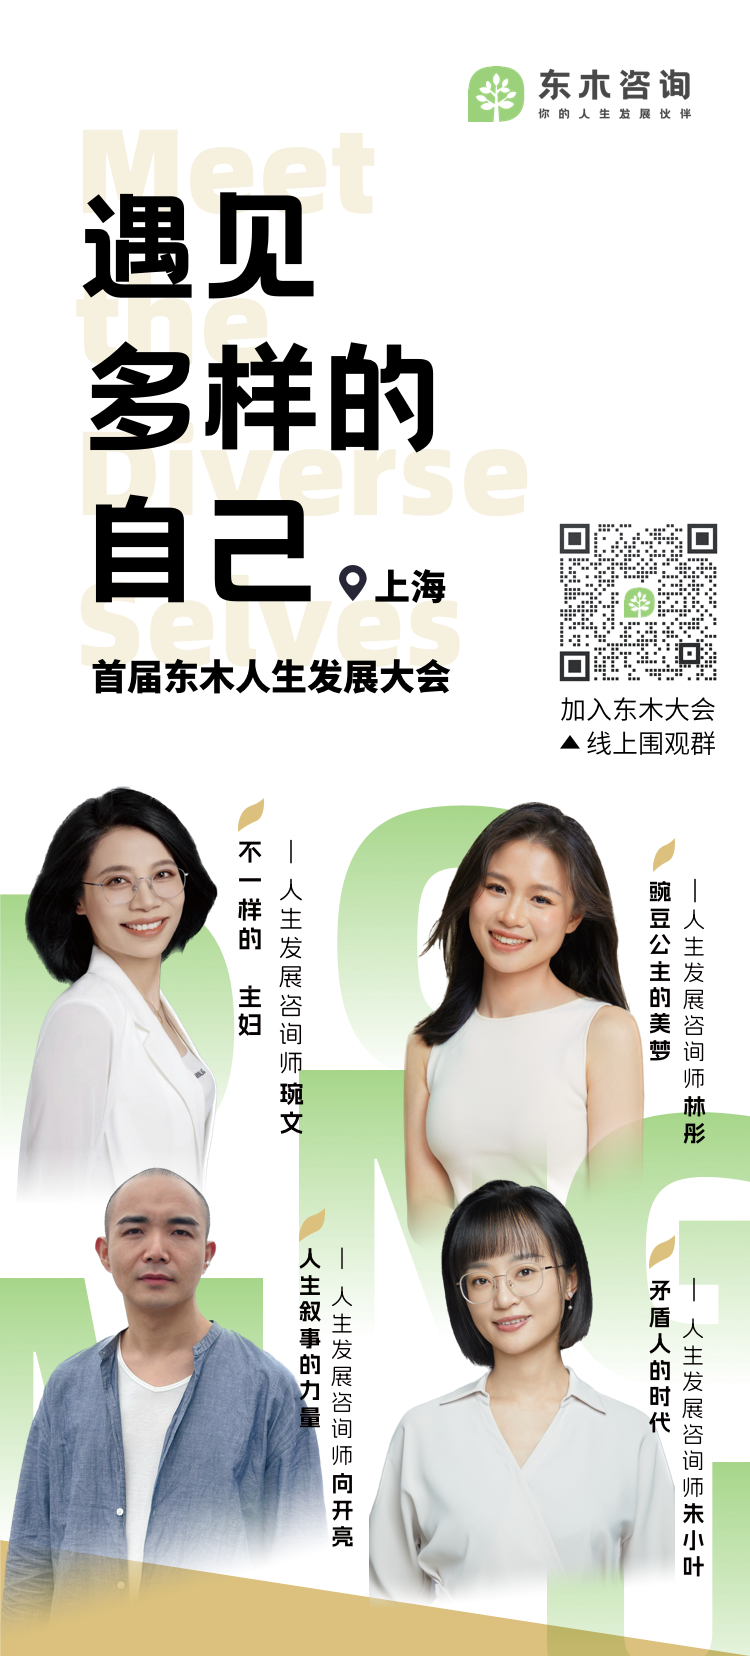 东木咨询
你的人生发展伙伴
Meet
the
Diverse
Selves
遇见
多样的
自己
上海
首届东木人生发展大会
加入东木大会
▲线上围观群
不一样的 主妇
—人生发展咨询师 琬文
豌豆公主的美梦
—人生发展咨询师 林彤
人生叙事的力量
—人生发展咨询师 向开亮
矛盾人的时代
—人生发展咨询师 朱小叶
DONG
MU